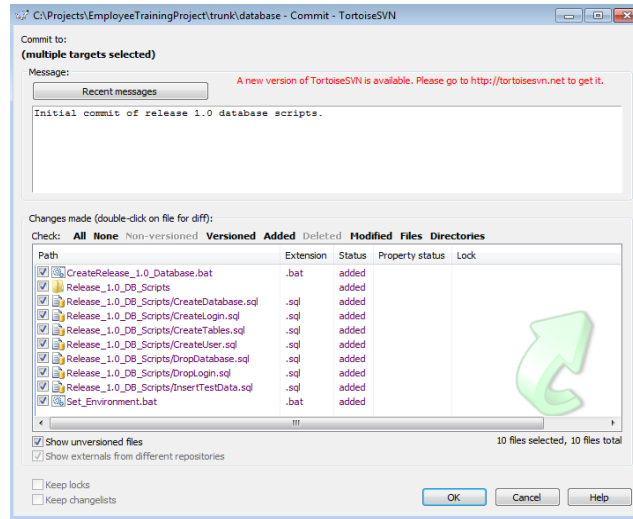 C:\Projects\EmployeeTrainingProject\trunk\database - Commit - TortoiseSVN
Commit to:
(multiple targets selected)
Message:
Recent messages
A new version of TortoiseSVN is available. Please go to http://tortoisesvn.net to get it.
Initial commit of release 1.0 database scripts.
Changes made (double-click on file for diff):
Check: All None Non-versioned Versioned Added Deleted Modified Files Directories
Path Extension Status Property status Lock
CreateRelease_1.0_Database.bat .bat added
Release_1.0_DB_Scripts added
Release_1.0_DB_Scripts/CreateDatabase.sql .sql added
Release_1.0_DB_Scripts/CreateLogin.sql .sql added
Release_1.0_DB_Scripts/CreateTables.sql .sql added
Release_1.0_DB_Scripts/CreateUser.sql .sql added
Release_1.0_DB_Scripts/DropDatabase.sql .sql added
Release_1.0_DB_Scripts/DropLogin.sql .sql added
Release_1.0_DB_Scripts/InsertTestData.sql .sql added
Set_Environment.bat .bat added
Show unversioned files
10 files selected, 10 files total
Show externals from different repositories
Keep locks
Keep changelists
OK Cancel Help